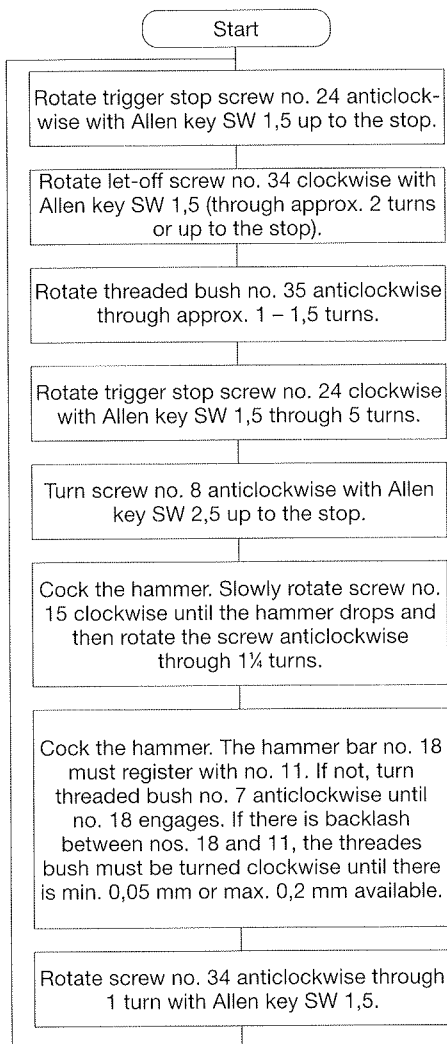 Start
Rotate trigger stop screw no. 24 anticlock-
wise with Allen key SW 1,5 up to the stop.
Rotate let-off screw no. 34 clockwise with
Allen key SW 1,5 (through approx. 2 turns
or up to the stop).
Rotate threaded bush no. 35 anticlockwise
through approx. 1 – 1,5 turns.
Rotate trigger stop screw no. 24 clockwise
with Allen key SW 1,5 through 5 turns.
Turn screw no. 8 anticlockwise with Allen
key SW 2,5 up to the stop.
Cock the hammer. Slowly rotate screw no.
15 clockwise until the hammer drops and
then rotate the screw anticlockwise
through 1¼ turns.
Cock the hammer. The hammer bar no. 18
must register with no. 11. If not, turn
threaded bush no. 7 anticlockwise until
no. 18 engages. If there is backlash
between nos. 18 and 11, the threades
bush must be turned clockwise until there
is min. 0,05 mm or max. 0,2 mm available.
Rotate screw no. 34 anticlockwise through
1 turn with Allen key SW 1,5.